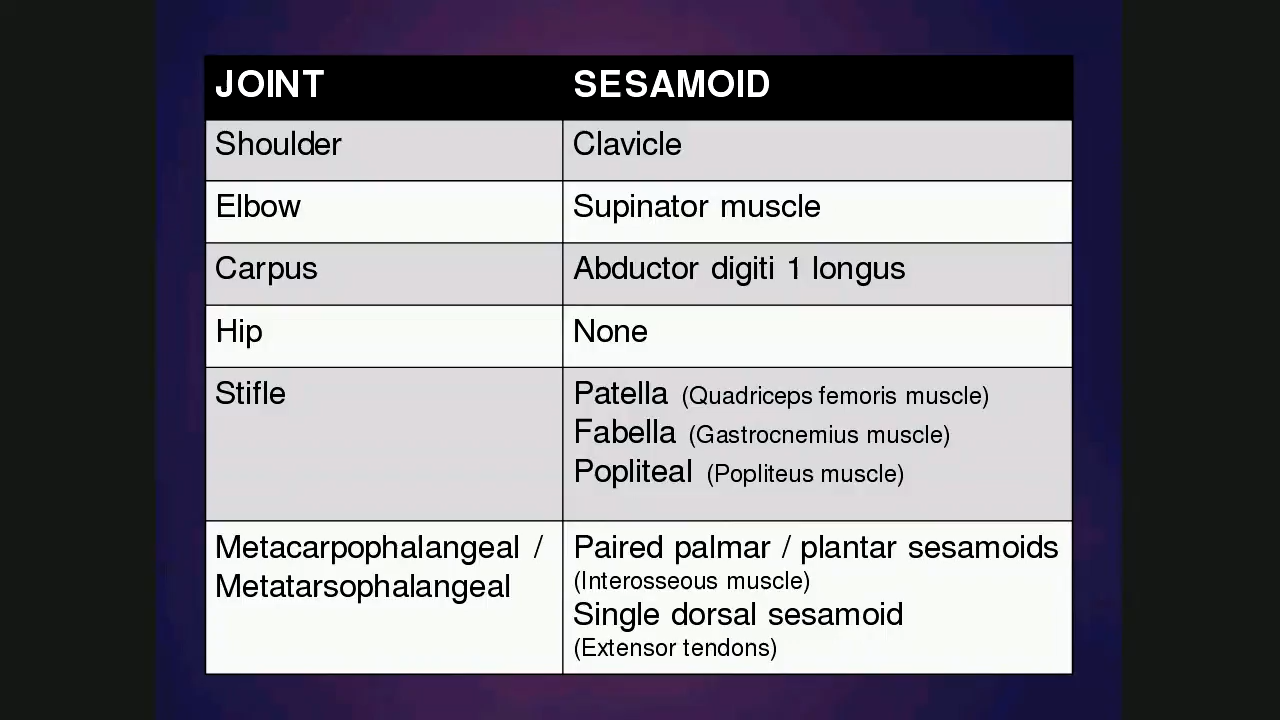 JOINT SESAMOID
Shoulder Clavicle
Elbow Supinator muscle
Carpus Abductor digiti 1 longus
Hip None
Stifle Patella (Quadriceps femoris muscle)
Fabella (Gastrocnemius muscle)
Popliteal (Popliteus muscle)
Metacarpophalangeal / Paired palmar / plantar sesamoids
Metatarsophalangeal (Interosseous muscle)
Single dorsal sesamoid
(Extensor tendons)